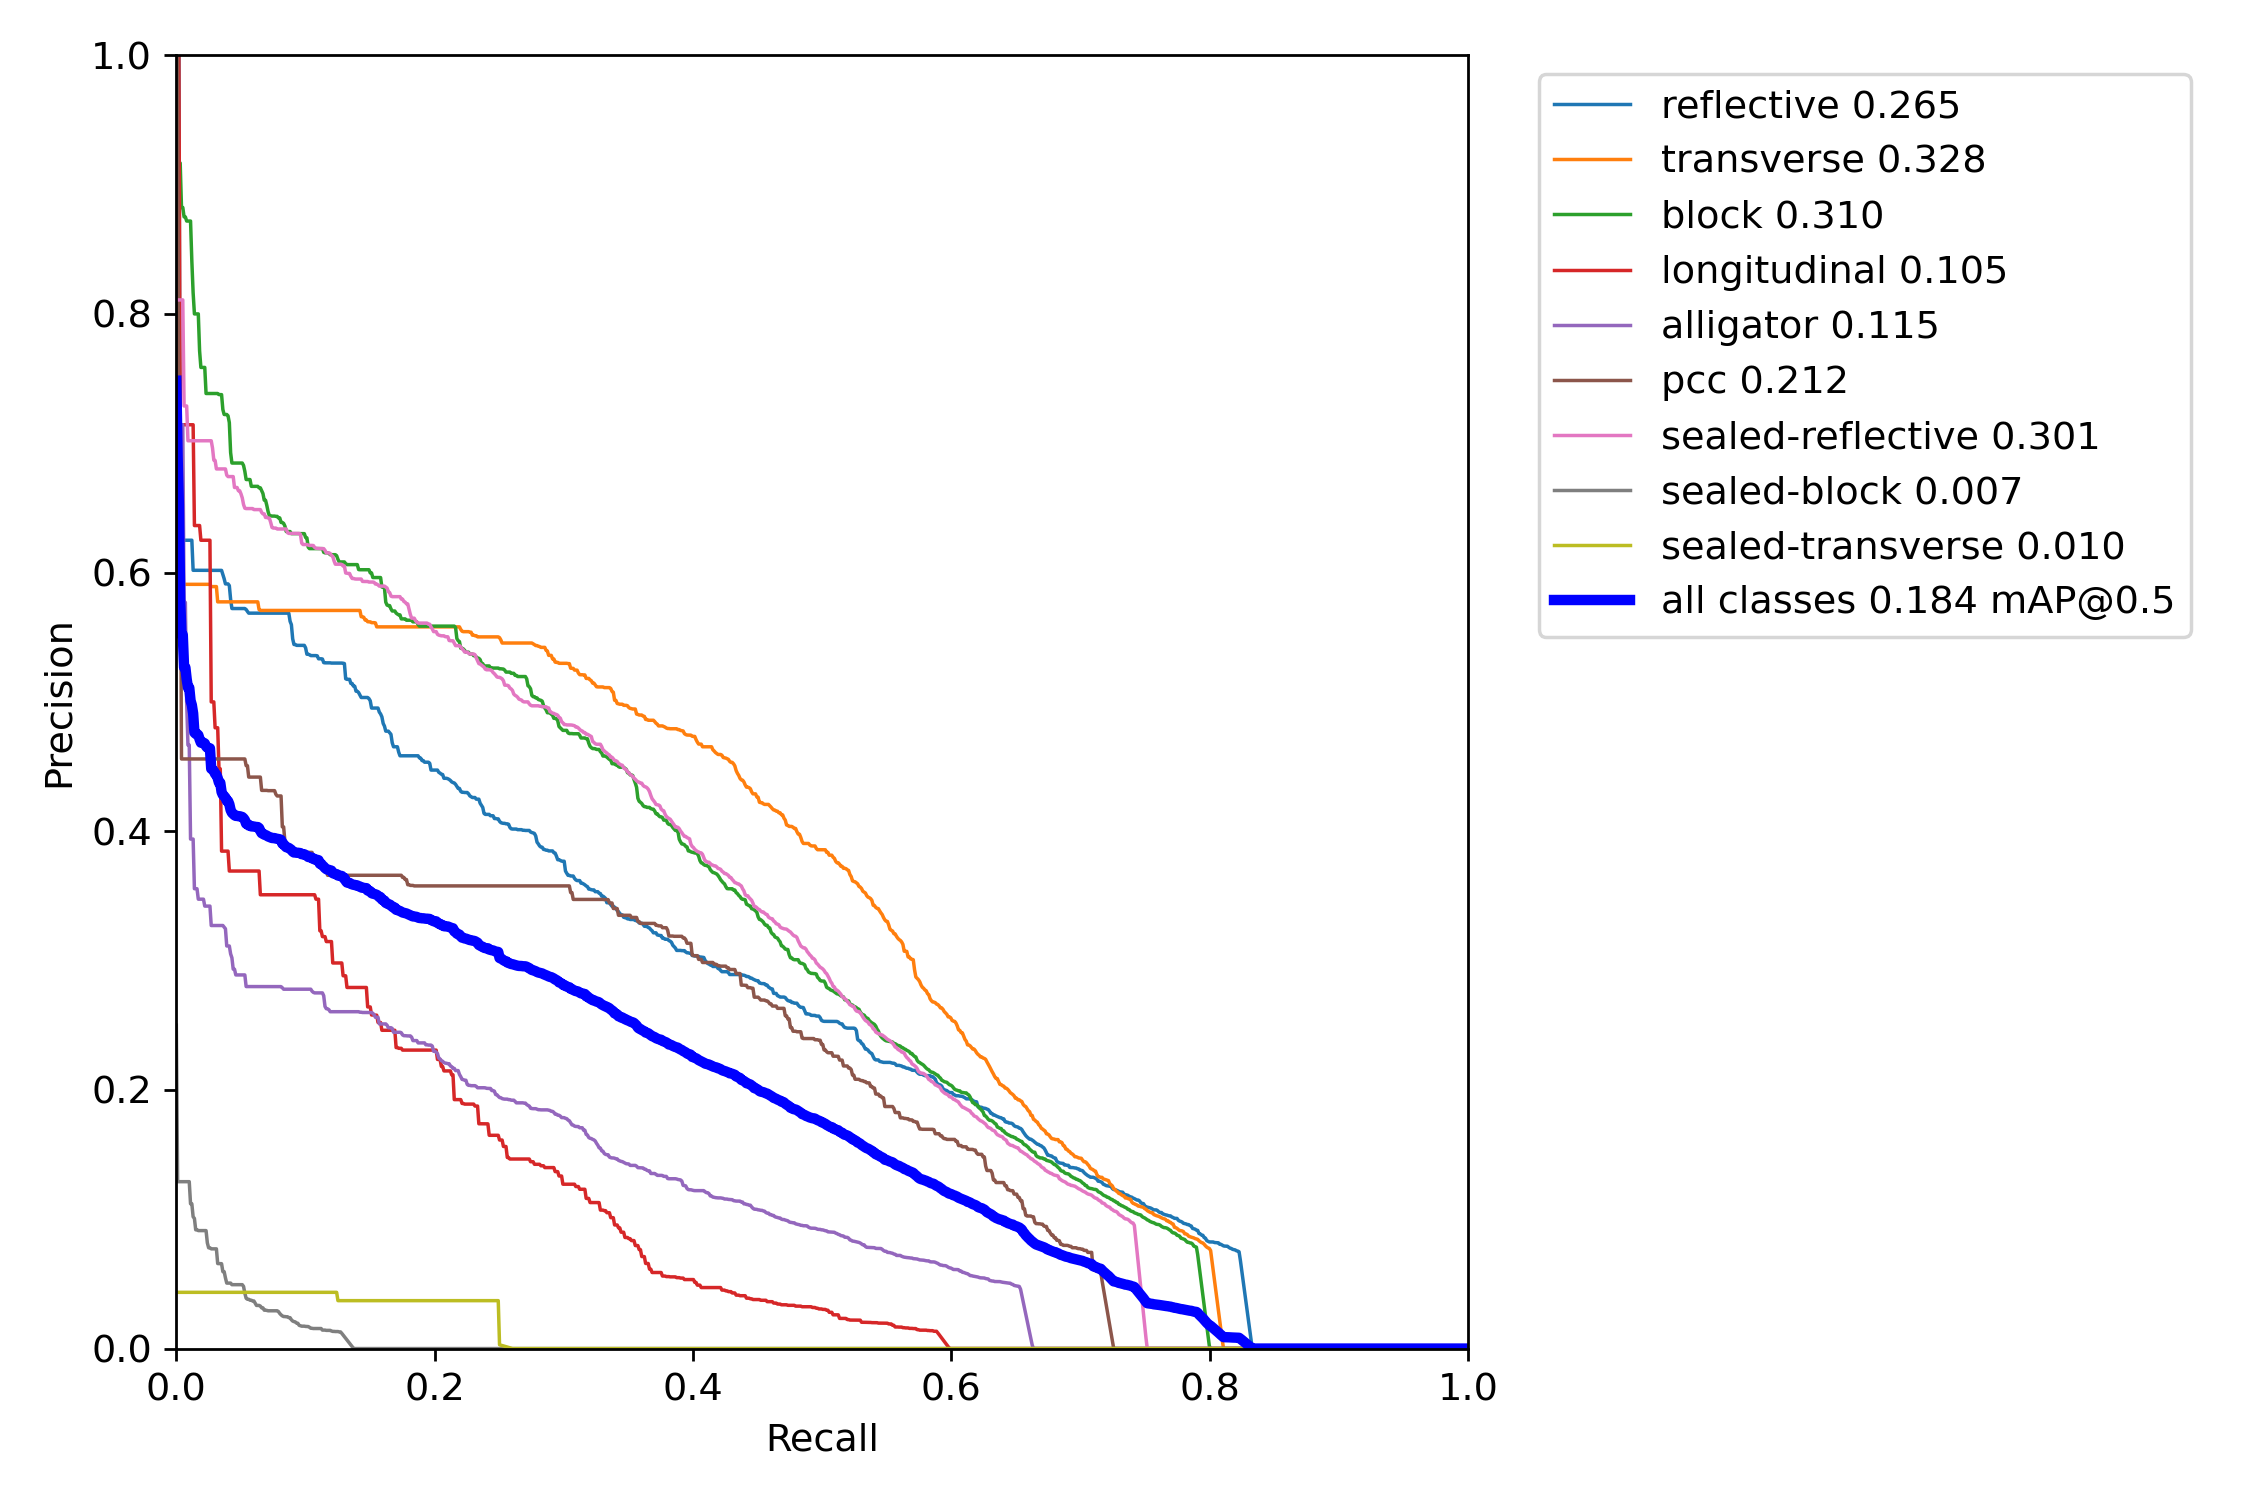 1.0
0.8
0.6
0.4
0.2
0.0
Precision
0.0 0.2 0.4 0.6 0.8 1.0
Recall
reflective 0.265
transverse 0.328
block 0.310
longitudinal 0.105
alligator 0.115
pcc 0.212
sealed-reflective 0.301
sealed-block 0.007
sealed-transverse 0.010
all classes 0.184 mAP@0.5